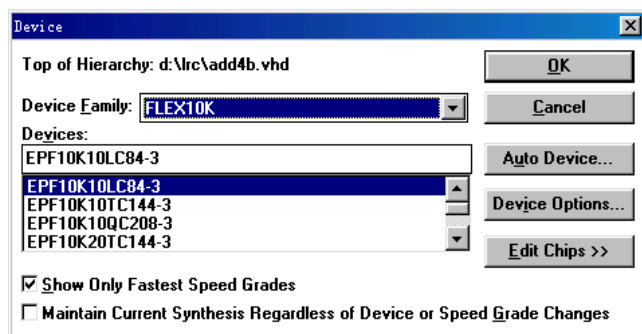 Device
Top of Hierarchy: d:\lrc\add4b.vhd
OK
Device Family: FLEX10K
Cancel
Devices:
EPF10K10LC84-3
Auto Device...
EPF10K10LC84-3
EPF10K10TC144-3
EPF10K10QC208-3
EPF10K20TC144-3
Device Options...
Edit Chips >>
Show Only Fastest Speed Grades
Maintain Current Synthesis Regardless of Device or Speed Grade Changes